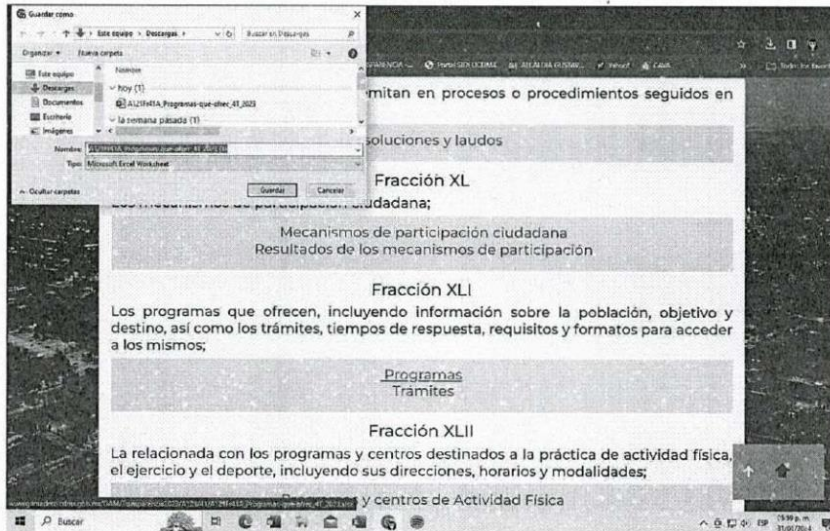 Guardar como
Este equipo > Descargas
Buscar en Descargas
Organizar
Nueva carpeta
Este equipo
Descargas
Documentos
Escritorio
Imágenes
Nombre
hoy (1)
A121Fr41A_Programas-que-ofrec_41_2023
la semana pasada (1)
Nombre:
Tipo: Microsoft Excel Worksheet
Ocultar carpetas
Guardar
Cancelar
emitan en procesos o procedimientos seguidos en
soluciones y laudos
Fracción XL
Los mecanismos de participación ciudadana;
Mecanismos de participación ciudadana
Resultados de los mecanismos de participación
Fracción XLI
Los programas que ofrecen, incluyendo información sobre la población, objetivo y
destino, así como los trámites, tiempos de respuesta, requisitos y formatos para acceder
a los mismos;
Programas
Trámites
Fracción XLII
La relacionada con los programas y centros destinados a la práctica de actividad física,
el ejercicio y el deporte, incluyendo sus direcciones, horarios y modalidades;
y centros de Actividad Física
Buscar
ESP